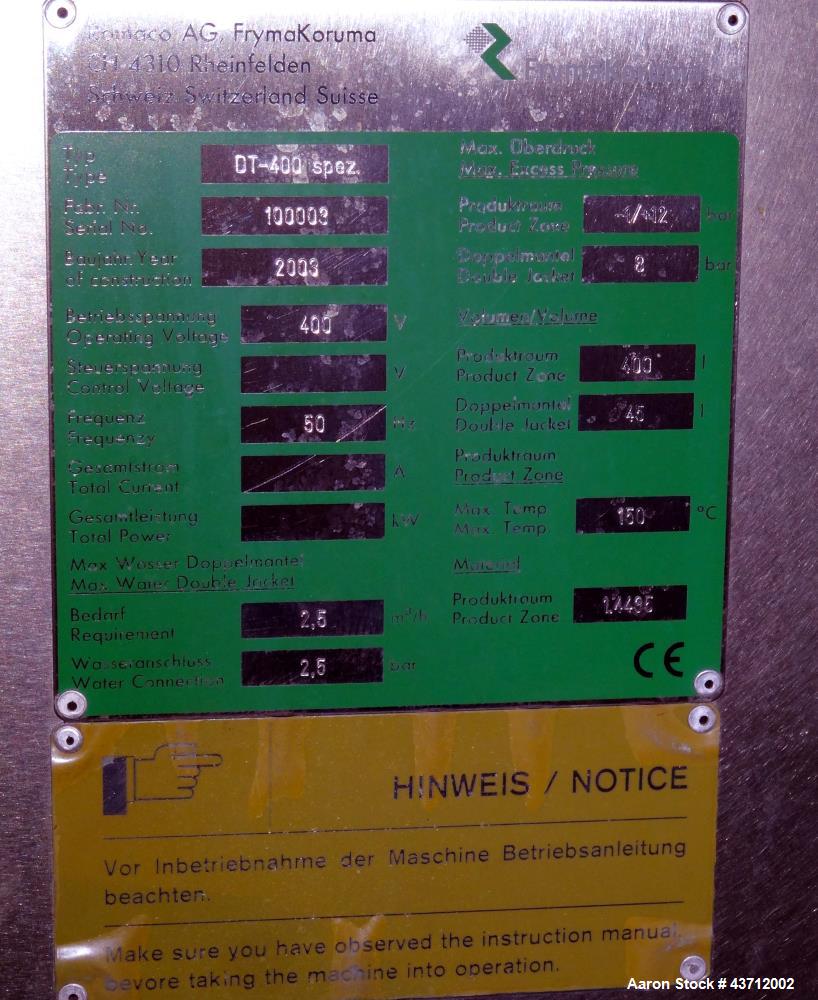 Romaco AG, FrymaKoruma
CH 4310 Rheinfelden
Schweiz Switzerland Suisse
FrymaKoruma
Typ
Type
DT-400 spez.
Fabr. Nr.
Serial No.
100003
Baujahr/Year
of construction
2003
Betriebsspannung
Operating Voltage
400 V
Steuerspannung
Control Voltage
V
Frequenz
Frequenzy
50 Hz
Gesamtstrom
Total Current
A
Gesamtleistung
Total Power
kW
Max Wasser Doppelmantel
Max Water Double Jacket
Bedarf
Requirement
2,5 m³/h
Wasseranschluss
Water Connection
2,5 bar
Max. Überdruck
Max. Excess Pressure
Produktraum
Product Zone
-1/+12 bar
Doppelmantel
Double Jacket
bar
Volumen/Volume
Produktraum
Product Zone
400 l
Doppelmantel
Double Jacket
45 l
Produktraum
Product Zone
Max. Temp.
Max. Temp.
150 °C
Material
Produktraum
Product Zone
CE
HINWEIS / NOTICE
Vor Inbetriebnahme der Maschine Betriebsanleitung
beachten.
Make sure you have observed the instruction manual,
bevore taking the machine into operation.
Aaron Stock # 43712002